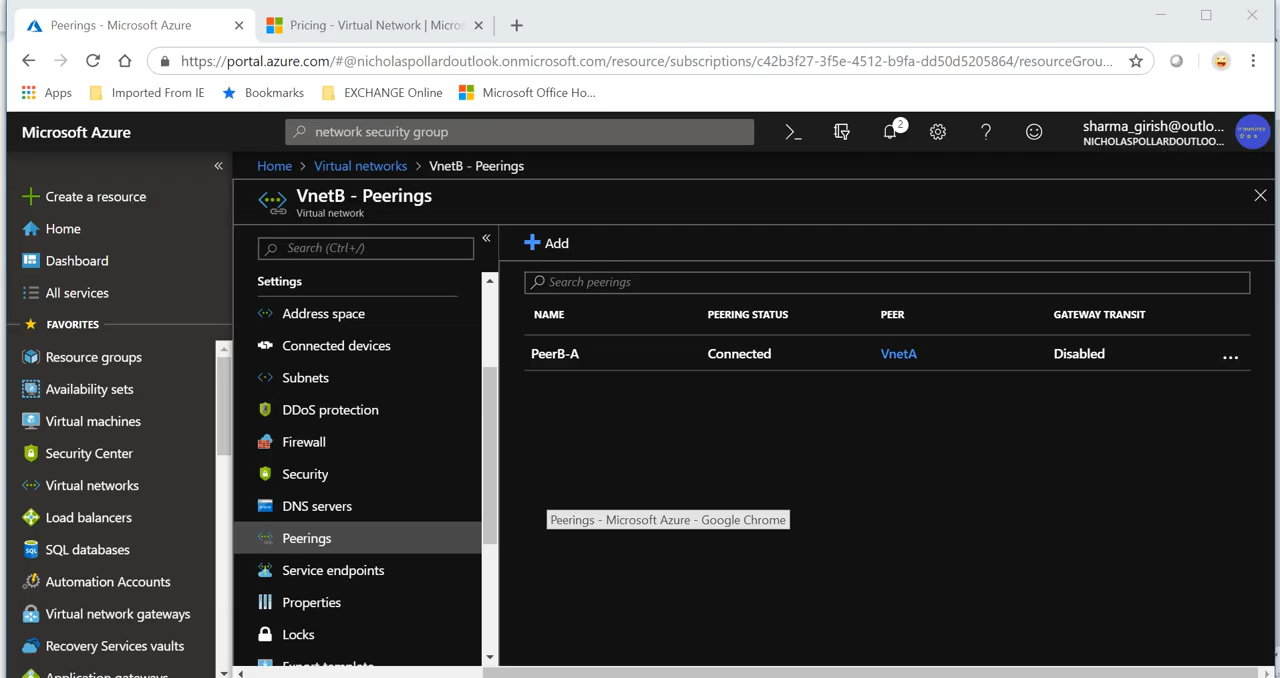 Peerings - Microsoft Azure
Pricing - Virtual Network | Micros
https://portal.azure.com/#@nicholaspollardoutlook.onmicrosoft.com/resource/subscriptions/c42b3f27-3f5e-4512-b9fa-dd50d5205864/resourceGrou...
Apps
Imported From IE
Bookmarks
EXCHANGE Online
Microsoft Office Ho...
Microsoft Azure
network security group
2
sharma_girish@outlo...
NICHOLASPOLLARDOUTLOO...
Home > Virtual networks > VnetB - Peerings
VnetB - Peerings
Virtual network
Create a resource
Home
Dashboard
All services
FAVORITES
Resource groups
Availability sets
Virtual machines
Security Center
Virtual networks
Load balancers
SQL databases
Automation Accounts
Virtual network gateways
Recovery Services vaults
Application gateways
Search (Ctrl+/)
Settings
Address space
Connected devices
Subnets
DDoS protection
Firewall
Security
DNS servers
Peerings
Service endpoints
Properties
Locks
Export template
Add
Search peerings
NAME PEERING STATUS PEER GATEWAY TRANSIT
PeerB-A Connected VnetA Disabled ...
Peerings - Microsoft Azure - Google Chrome